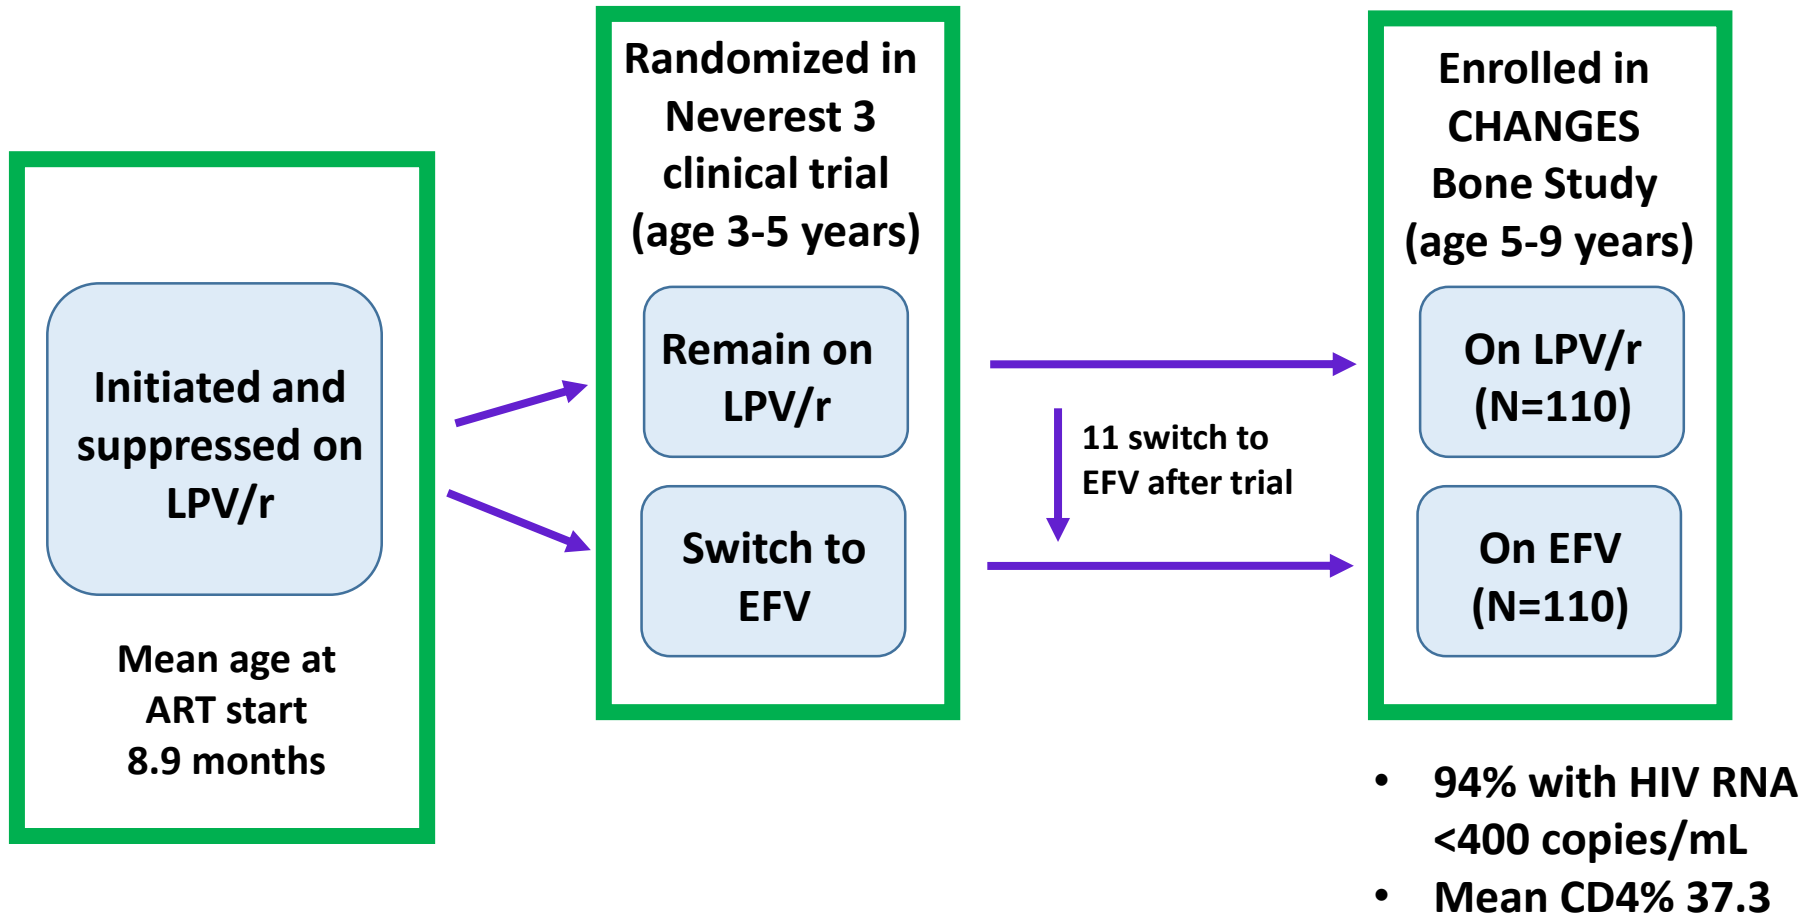 Initiated and
suppressed on
LPV/r
Mean age at
ART start
8.9 months
Randomized in
Neverest 3
clinical trial
(age 3-5 years)
Remain on
LPV/r
Switch to
EFV
11 switch to
EFV after trial
Enrolled in
CHANGES
Bone Study
(age 5-9 years)
On LPV/r
(N=110)
On EFV
(N=110)
• 94% with HIV RNA
<400 copies/mL
• Mean CD4% 37.3